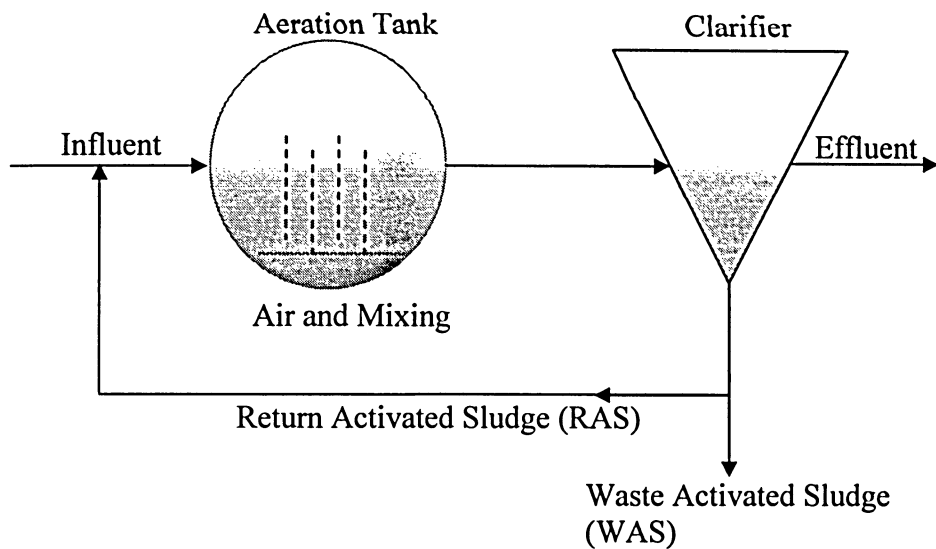 Aeration Tank
Clarifier
Influent
Effluent
Air and Mixing
Return Activated Sludge (RAS)
Waste Activated Sludge
(WAS)